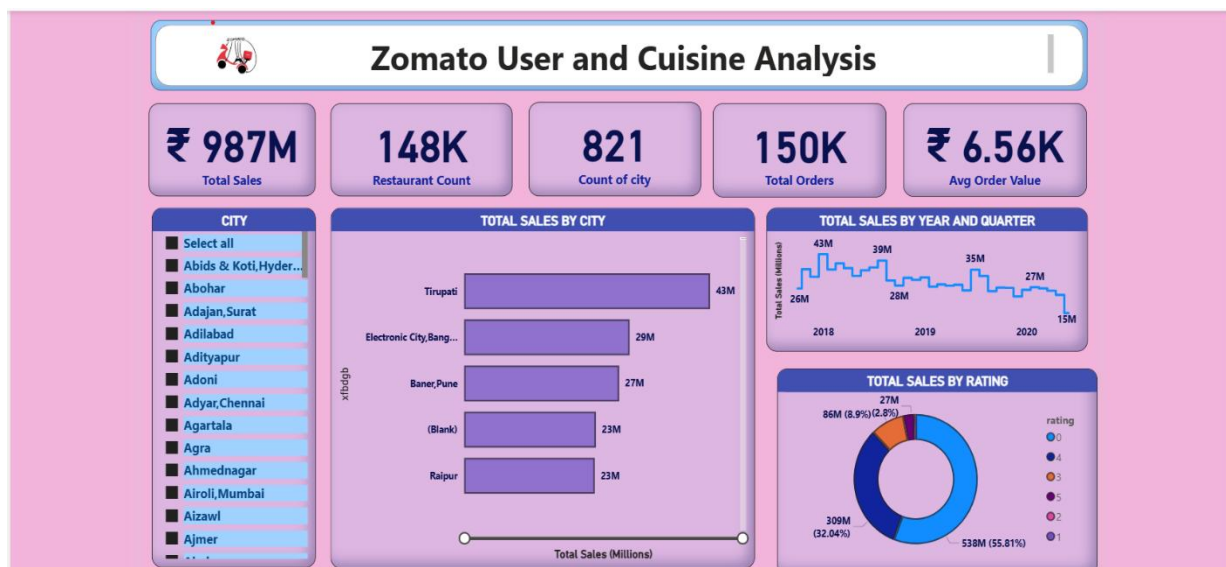 Zomato User and Cuisine Analysis
₹ 987M
Total Sales
148K
Restaurant Count
821
Count of city
150K
Total Orders
₹ 6.56K
Avg Order Value
CITY
Select all
Abids & Koti,Hyder...
Abohar
Adajan,Surat
Adilabad
Adityapur
Adoni
Adyar,Chennai
Agartala
Agra
Ahmednagar
Airoli,Mumbai
Aizawl
Ajmer
TOTAL SALES BY CITY
xfbdgb
Tirupati 43M
Electronic City,Bang... 29M
Baner,Pune 27M
(Blank) 23M
Raipur 23M
Total Sales (Millions)
TOTAL SALES BY YEAR AND QUARTER
Total Sales (Millions)
43M 39M 35M 27M
26M 28M 15M
2018 2019 2020
TOTAL SALES BY RATING
27M
86M (8.9%) (2.8%)
309M
(32.04%)
538M (55.81%)
rating
0
4
3
5
2
1